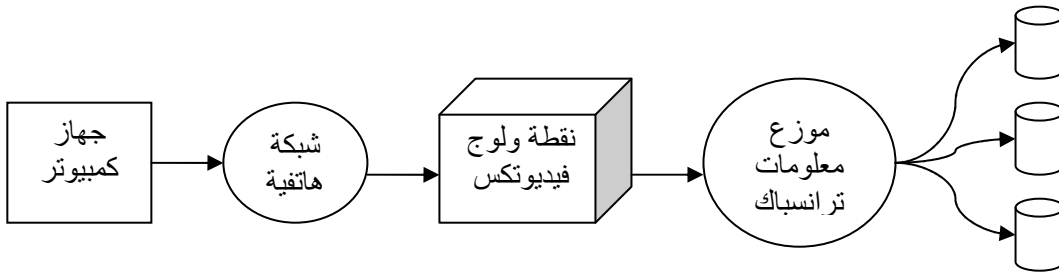 جهاز
كمبيوتر
شبكة
هاتفية
نقطة ولوج
فيديوتكس
موزع
معلومات
ترانسباك